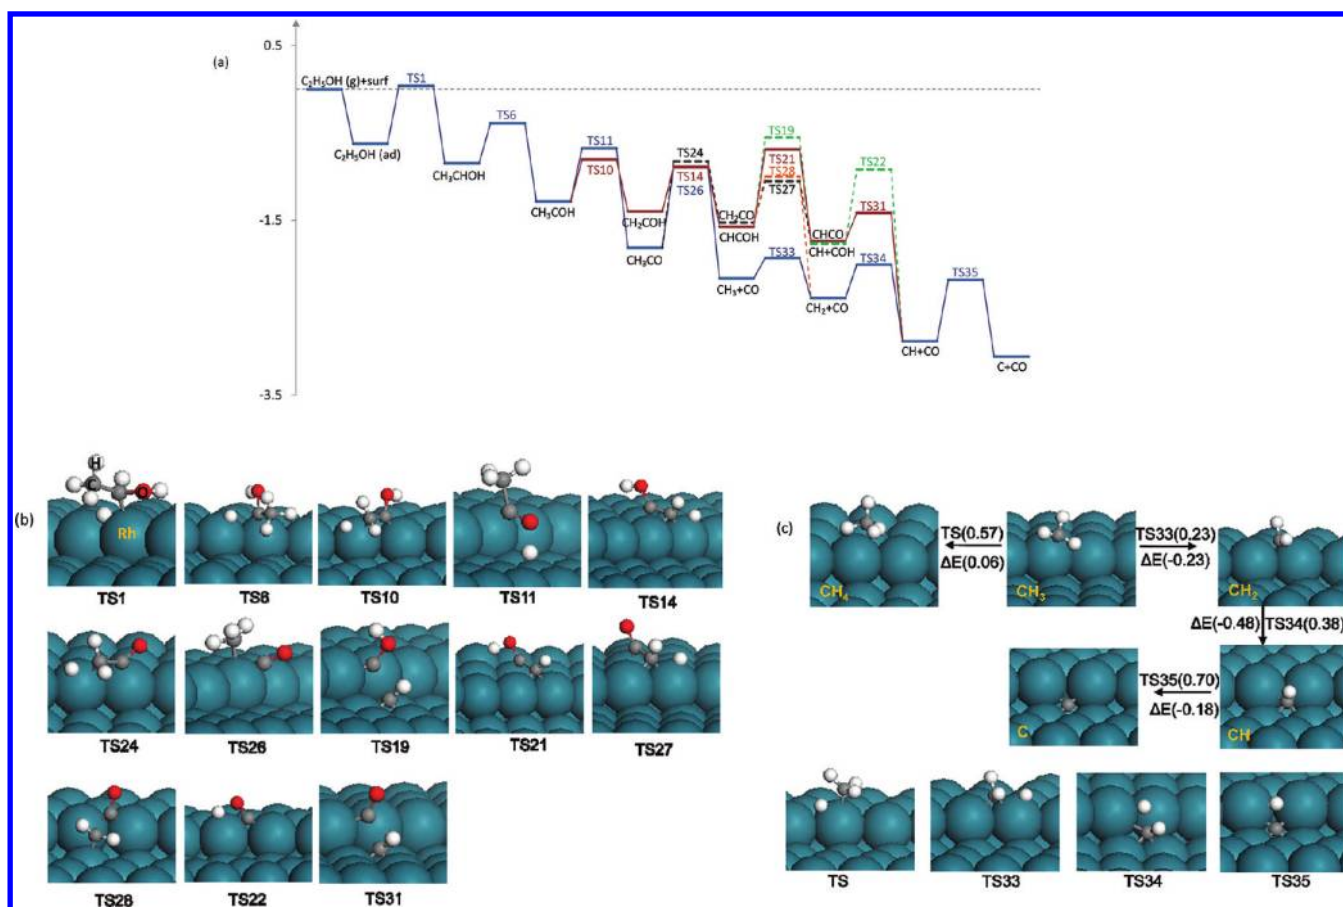 0.5
(a)
C₂H₅OH (g)+surf
TS1
C₂H₅OH (ad)
TS6
CH₃CHOH
TS11
TS10
CH₃COH
TS24
TS14
TS26
CH₂COH
CH₃CO
TS19
TS21
TS28
TS27
CH₂CO
CHCOH
TS22
TS31
-1.5
CHCO
CH+COH
TS33
TS34
TS35
CH₃+CO
CH₂+CO
CH+CO
C+CO
-3.5
(b)
H
C
O
Rh
TS1
TS6
TS10
TS11
TS14
TS24
TS26
TS19
TS21
TS27
TS28
TS22
TS31
(c)
TS(0.57)
ΔE(0.06)
TS33(0.23)
ΔE(-0.23)
CH₄
CH₃
CH₂
ΔE(-0.48)
TS34(0.38)
TS35(0.70)
ΔE(-0.18)
C
CH
TS
TS33
TS34
TS35